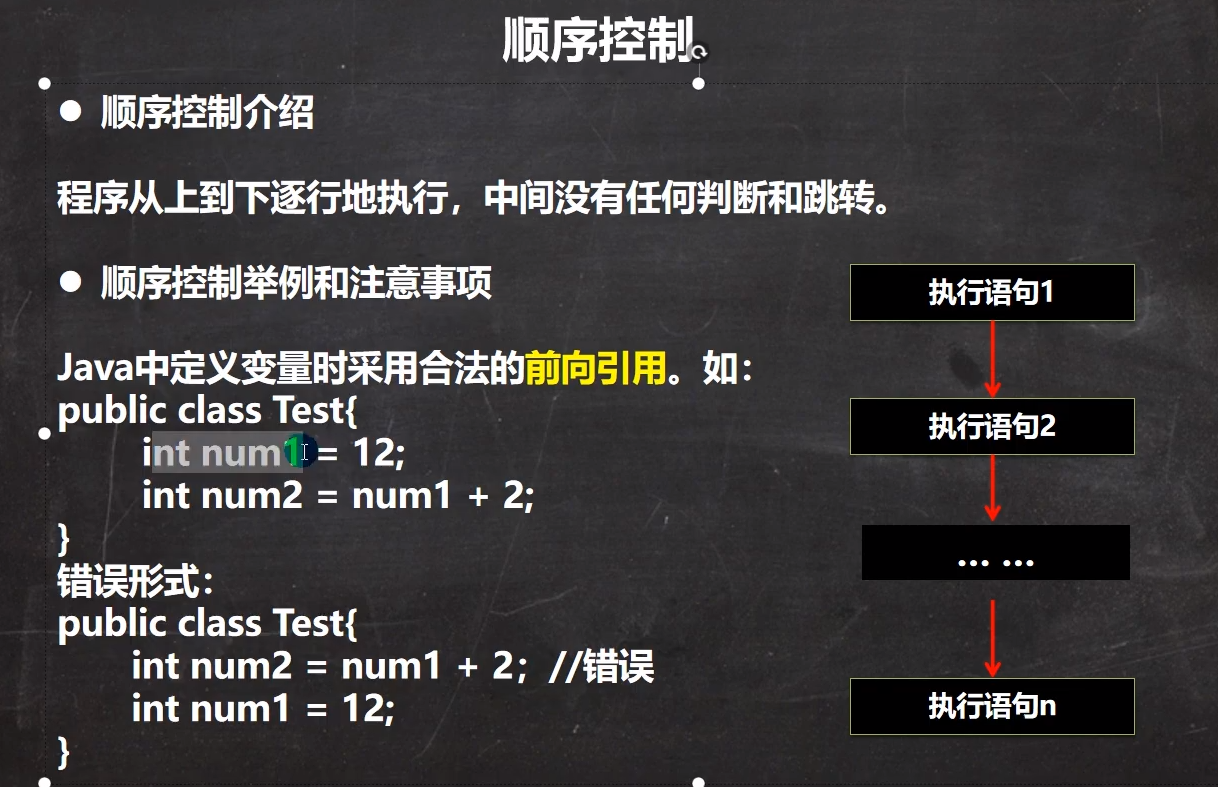 顺序控制
● 顺序控制介绍
程序从上到下逐行地执行，中间没有任何判断和跳转。
● 顺序控制举例和注意事项
Java中定义变量时采用合法的前向引用。如：
public class Test{
int num1 = 12;
int num2 = num1 + 2;
}
错误形式：
public class Test{
int num2 = num1 + 2；//错误
int num1 = 12;
}
执行语句1
执行语句2
... ...
执行语句n